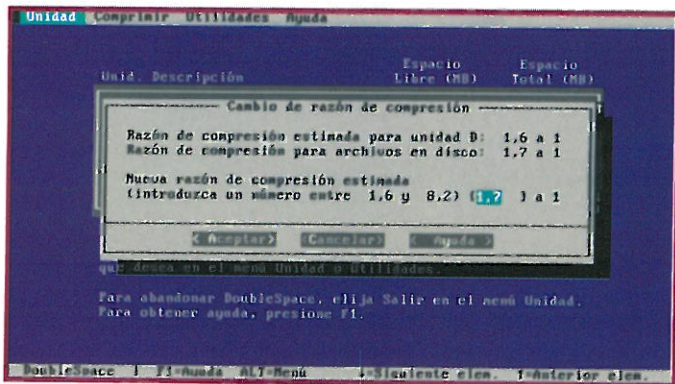 Unidad Comprimir Utilidades Ayuda
Espacio Espacio
Unid. Descripción Libre (MB) Total (MB)
Cambio de razón de compresión
Razón de compresión estimada para unidad D: 1,6 a 1
Razón de compresión para archivos en disco: 1,7 a 1
Nueva razón de compresión estimada
(introduzca un número entre 1,6 y 8,2) [1,7 ] a 1
< Aceptar> <Cancelar> < Ayuda >
que desea en el menú Unidad o Utilidades.
Para abandonar DoubleSpace, elija Salir en el menú Unidad.
Para obtener ayuda, presione F1.
DoubleSpace | F1=Ayuda ALT=Menú ↓=Siguiente elem. ↑=Anterior elem.